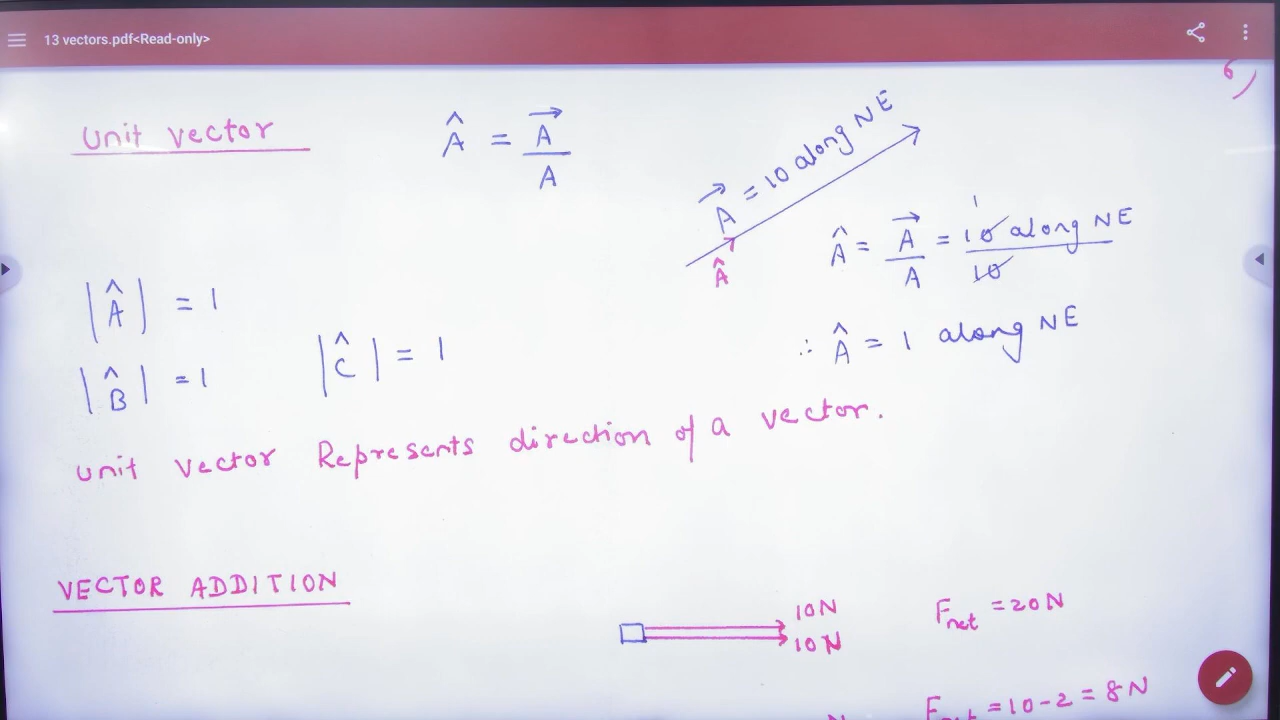 13 vectors.pdf<Read-only>
6)
Unit vector
Â = A⃗ / A
A⃗ = 10 along NE
Â
Â = A⃗ / A = 10 along NE / 10
1
∴ Â = 1 along NE
|Â| = 1
|B̂| = 1
|Ĉ| = 1
unit vector Represents direction of a vector.
VECTOR ADDITION
10N
10N
Fnet = 20N
Fnet = 10-2 = 8N